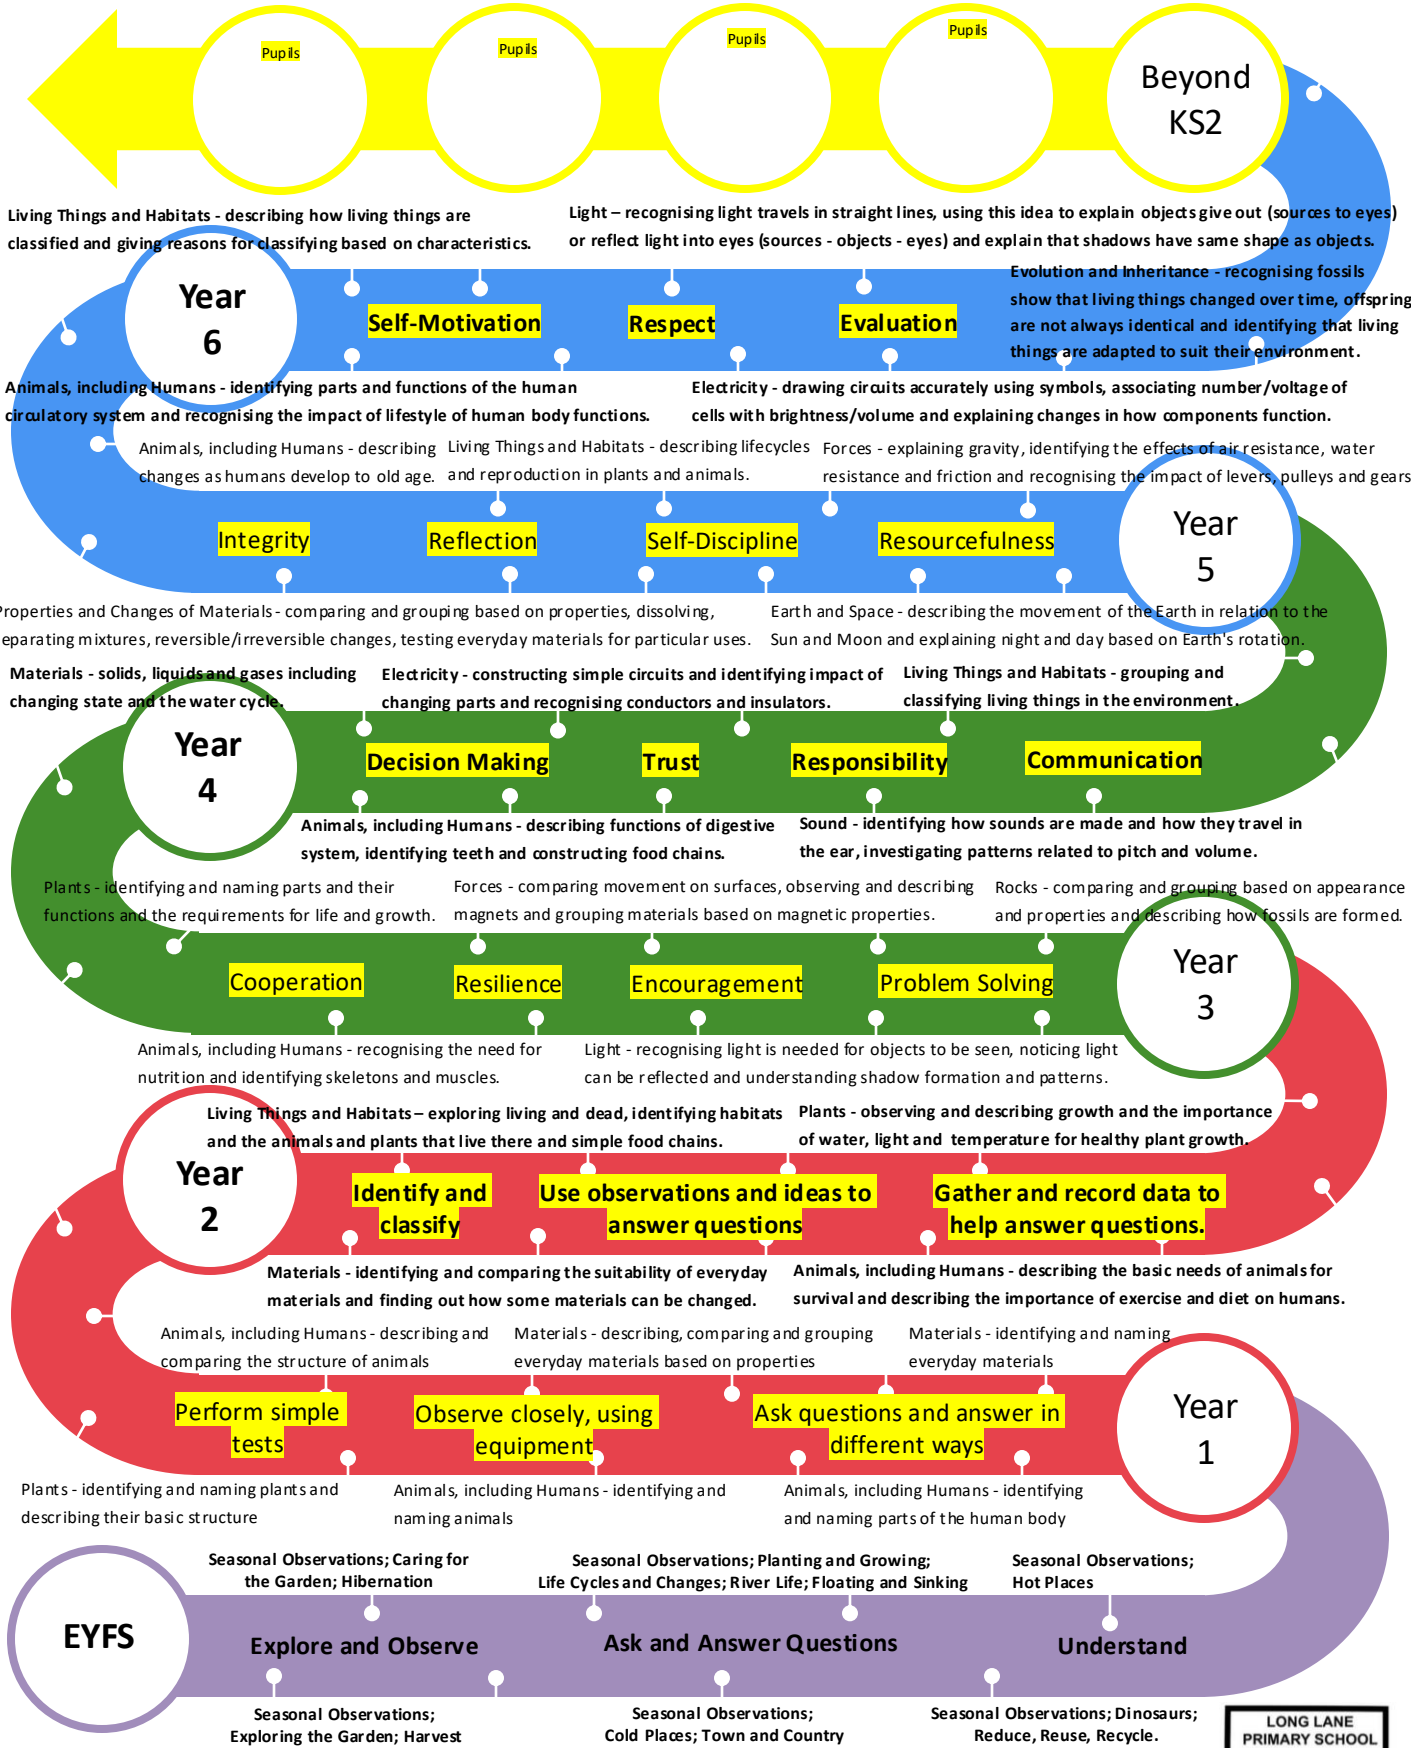 Pupils
Pupils
Pupils
Pupils
Beyond
KS2
Living Things and Habitats - describing how living things are
classified and giving reasons for classifying based on characteristics.
Light – recognising light travels in straight lines, using this idea to explain objects give out (sources to eyes)
or reflect light into eyes (sources - objects - eyes) and explain that shadows have same shape as objects.
Evolution and Inheritance - recognising fossils
show that living things changed over time, offspring
are not always identical and identifying that living
things are adapted to suit their environment.
Year
6
Self-Motivation
Respect
Evaluation
Animals, including Humans - identifying parts and functions of the human
circulatory system and recognising the impact of lifestyle of human body functions.
Electricity - drawing circuits accurately using symbols, associating number/voltage of
cells with brightness/volume and explaining changes in how components function.
Animals, including Humans - describing
changes as humans develop to old age.
Living Things and Habitats - describing lifecycles
and reproduction in plants and animals.
Forces - explaining gravity, identifying the effects of air resistance, water
resistance and friction and recognising the impact of levers, pulleys and gears
Integrity
Reflection
Self-Discipline
Resourcefulness
Year
5
Properties and Changes of Materials - comparing and grouping based on properties, dissolving,
eparating mixtures, reversible/irreversible changes, testing everyday materials for particular uses.
Earth and Space - describing the movement of the Earth in relation to the
Sun and Moon and explaining night and day based on Earth's rotation.
Materials - solids, liquids and gases including
changing state and the water cycle.
Electricity - constructing simple circuits and identifying impact of
changing parts and recognising conductors and insulators.
Living Things and Habitats - grouping and
classifying living things in the environment.
Year
4
Decision Making
Trust
Responsibility
Communication
Animals, including Humans - describing functions of digestive
system, identifying teeth and constructing food chains.
Sound - identifying how sounds are made and how they travel in
the ear, investigating patterns related to pitch and volume.
Plants - identifying and naming parts and their
functions and the requirements for life and growth.
Forces - comparing movement on surfaces, observing and describing
magnets and grouping materials based on magnetic properties.
Rocks - comparing and grouping based on appearance
and properties and describing how fossils are formed.
Cooperation
Resilience
Encouragement
Problem Solving
Year
3
Animals, including Humans - recognising the need for
nutrition and identifying skeletons and muscles.
Light - recognising light is needed for objects to be seen, noticing light
can be reflected and understanding shadow formation and patterns.
Living Things and Habitats – exploring living and dead, identifying habitats
and the animals and plants that live there and simple food chains.
Plants - observing and describing growth and the importance
of water, light and temperature for healthy plant growth.
Year
2
Identify and
classify
Use observations and ideas to
answer questions
Gather and record data to
help answer questions.
Materials - identifying and comparing the suitability of everyday
materials and finding out how some materials can be changed.
Animals, including Humans - describing the basic needs of animals for
survival and describing the importance of exercise and diet on humans.
Animals, including Humans - describing and
comparing the structure of animals
Materials - describing, comparing and grouping
everyday materials based on properties
Materials - identifying and naming
everyday materials
Perform simple
tests
Observe closely, using
equipment
Ask questions and answer in
different ways
Year
1
Plants - identifying and naming plants and
describing their basic structure
Animals, including Humans - identifying and
naming animals
Animals, including Humans - identifying
and naming parts of the human body
Seasonal Observations; Caring for
the Garden; Hibernation
Seasonal Observations; Planting and Growing;
Life Cycles and Changes; River Life; Floating and Sinking
Seasonal Observations;
Hot Places
EYFS
Explore and Observe
Ask and Answer Questions
Understand
Seasonal Observations;
Exploring the Garden; Harvest
Seasonal Observations;
Cold Places; Town and Country
Seasonal Observations; Dinosaurs;
Reduce, Reuse, Recycle.
LONG LANE
PRIMARY SCHOOL